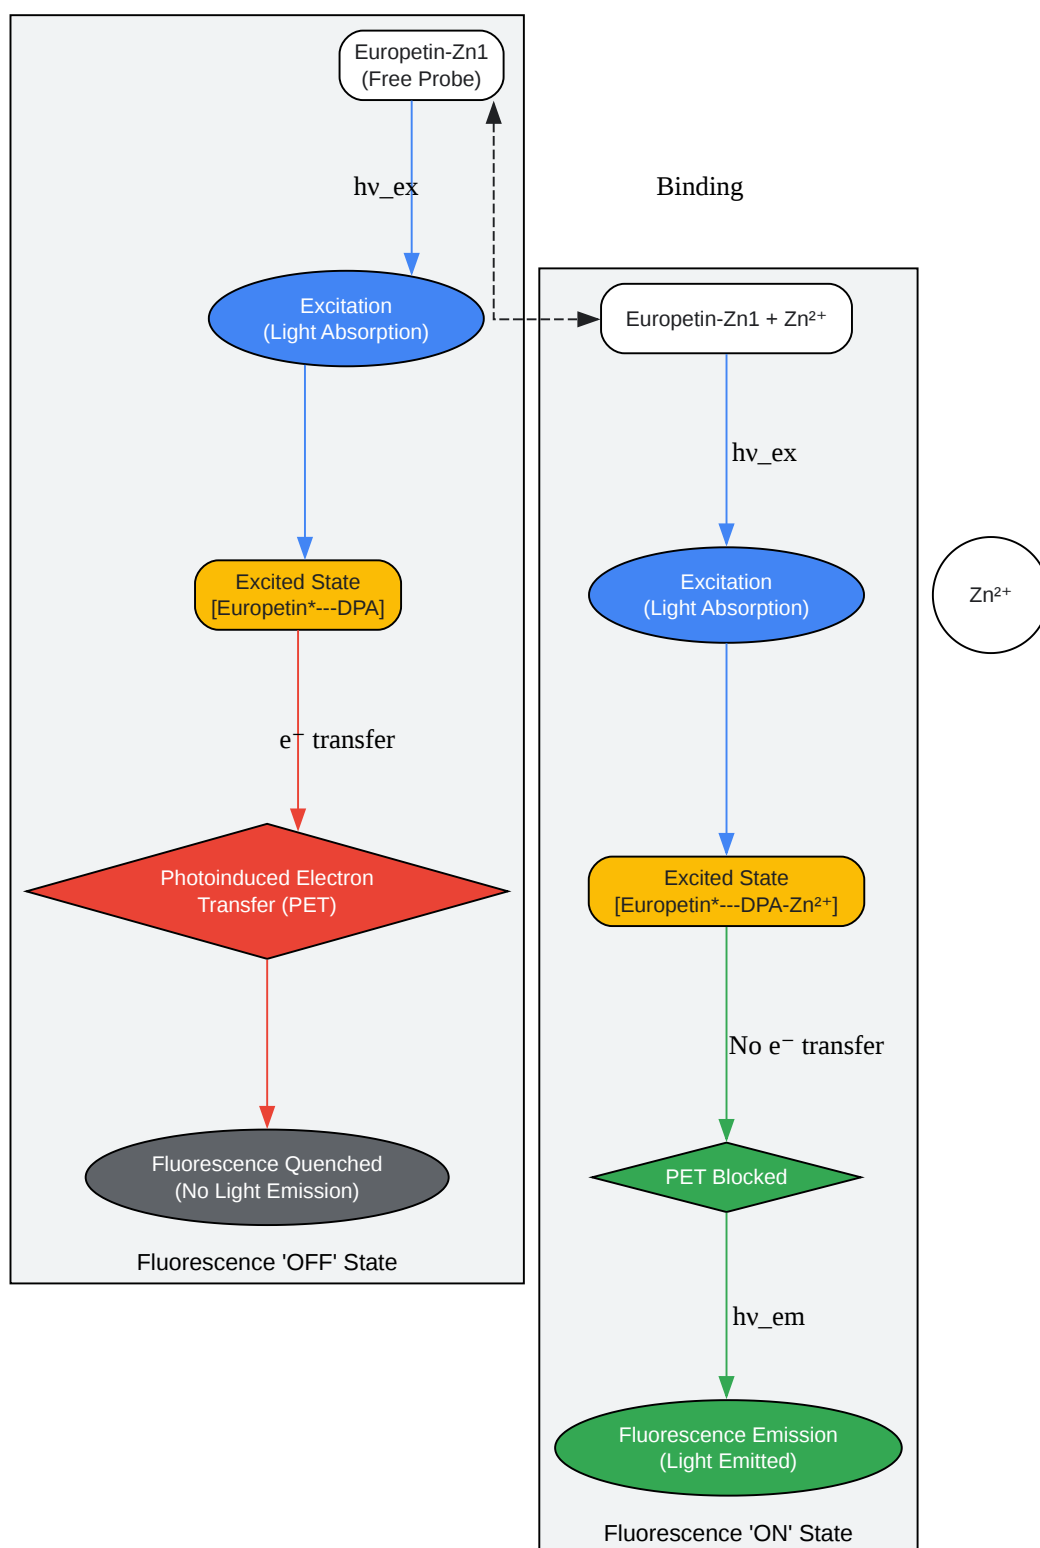 Europetin-Zn1
(Free Probe)
hν_ex
Binding
Excitation
(Light Absorption)
Europetin-Zn1 + Zn²⁺
hν_ex
Excited State
[Europetin*---DPA]
Excitation
(Light Absorption)
Zn²⁺
e⁻ transfer
Photoinduced Electron
Transfer (PET)
Excited State
[Europetin*---DPA-Zn²⁺]
No e⁻ transfer
Fluorescence Quenched
(No Light Emission)
PET Blocked
Fluorescence 'OFF' State
hν_em
Fluorescence Emission
(Light Emitted)
Fluorescence 'ON' State